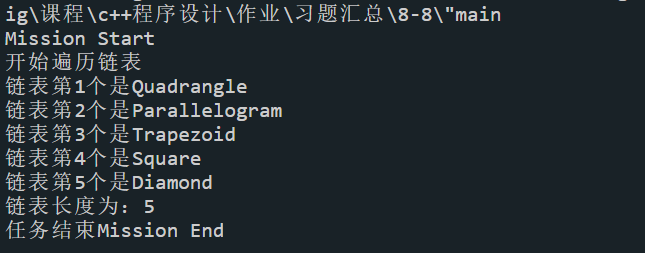 ig\课程\c++程序设计\作业\习题汇总\8-8\"main
Mission Start
开始遍历链表
链表第1个是Quadrangle
链表第2个是Parallelogram
链表第3个是Trapezoid
链表第4个是Square
链表第5个是Diamond
链表长度为：5
任务结束Mission End